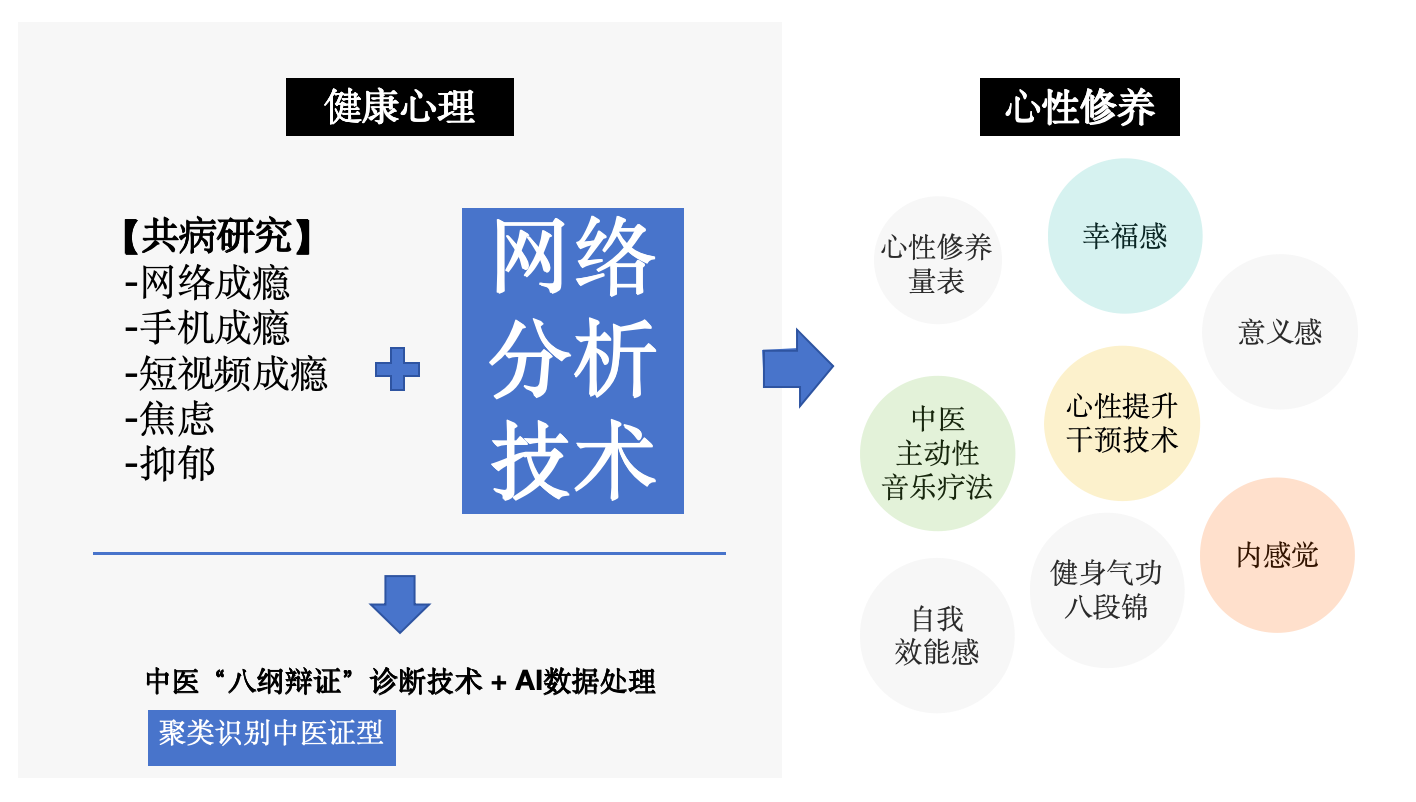 健康心理
【共病研究】
-网络成瘾
-手机成瘾
-短视频成瘾
-焦虑
-抑郁
网络
分析
技术
中医“八纲辩证”诊断技术 + AI数据处理
聚类识别中医证型
心性修养
心性修养
量表
幸福感
意义感
中医
主动性
音乐疗法
心性提升
干预技术
内感觉
自我
效能感
健身气功
八段锦